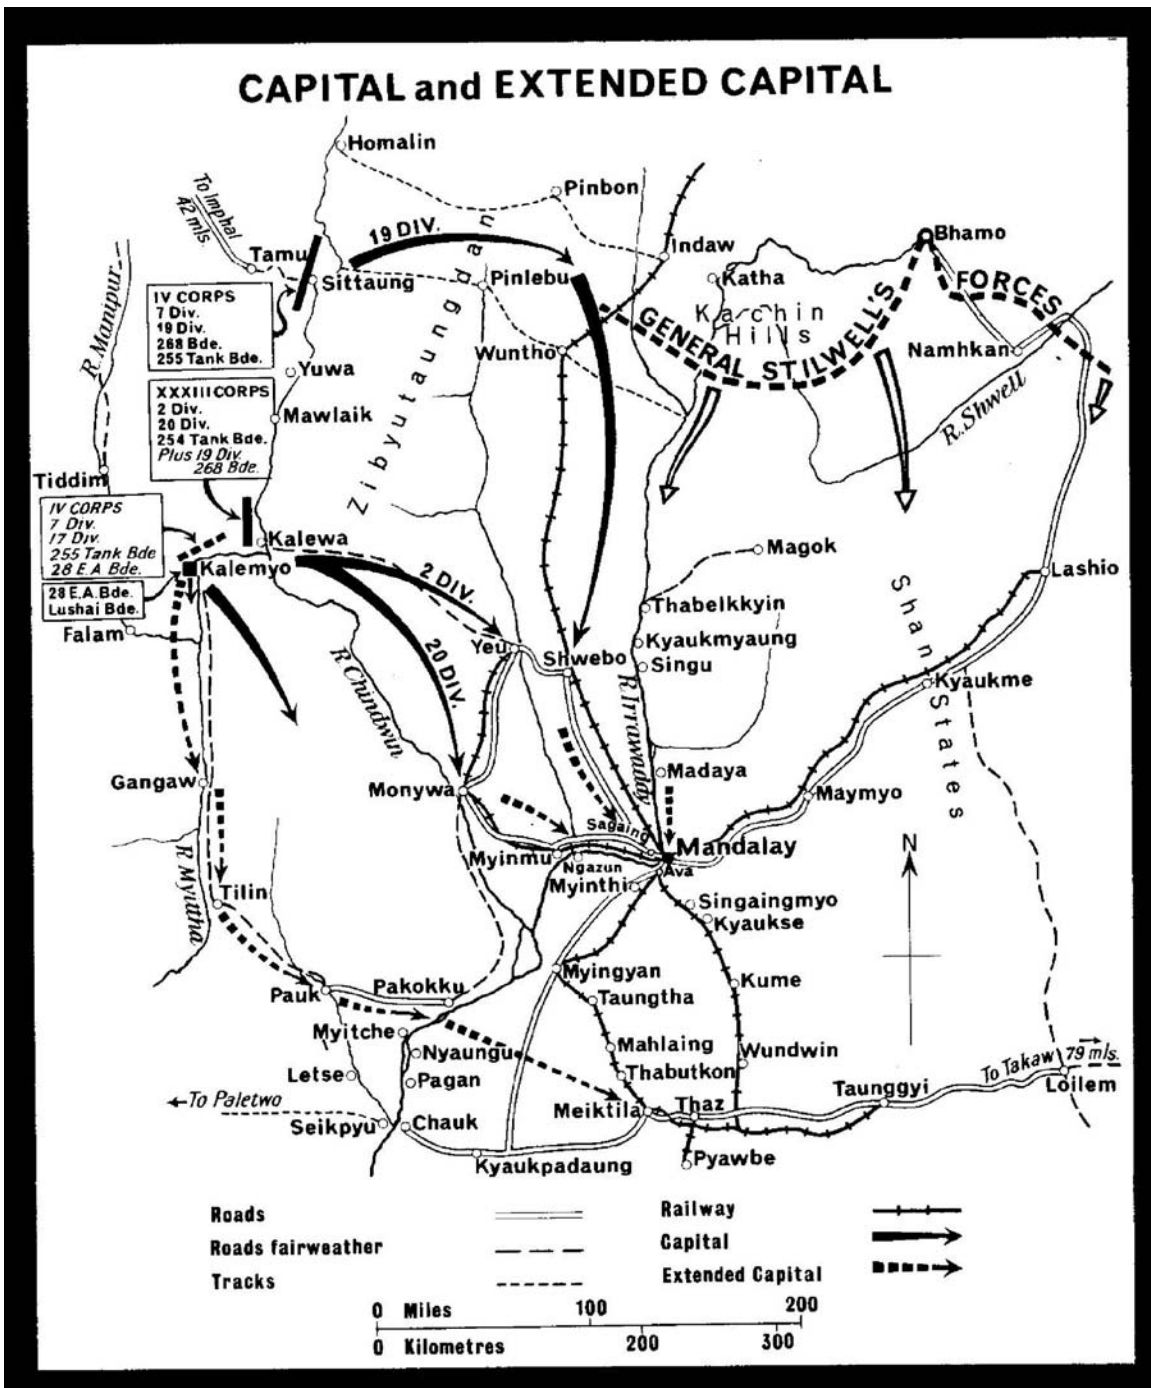 CAPITAL and EXTENDED CAPITAL
Homalin
Pinbon
To Imphal
42 mls.
19 DIV.
Bhamo
Tamu
Indaw
Sittaung
Pinlebu
Katha
FORCES
R. Manipur
IV CORPS
7 Div.
19 Div.
268 Bde.
255 Tank Bde.
Kachin
Hills
GENERAL STILWELL'S
Wuntho
Namhkan
Yuwa
Zibyutaungdan
XXXIII CORPS
2 Div.
20 Div.
254 Tank Bde.
Plus 19 Div.
268 Bde.
Mawlaik
R. Shwell
Tiddim
IV CORPS
7 Div.
17 Div.
255 Tank Bde
28 E.A. Bde.
Kalewa
Magok
Kalemyo
Lashio
28 E.A. Bde.
Lushai Bde.
2 DIV.
Thabelkkyin
Falam
Kyaukmyaung
Yeu
Shwebo
Singu
20 DIV.
R. Chindwin
R. Irrawaddy
Shan States
Kyaukme
Gangaw
Monywa
Madaya
Maymyo
Sagaing
Mandalay
N
Myinmu
Ngazun
Ava
Myinthi
R. Myittha
Tilin
Singaingmyo
Kyaukse
Myingyan
Kume
Pauk
Pakokku
Taungtha
Myitche
Mahlaing
Wundwin
Nyaungu
To Takaw 79 mls.
Letse
Pagan
Thabutkon
Taunggyi
Loilem
To Paletwo
Meiktila
Thaz
Seikpyu
Chauk
Pyawbe
Kyaukpadaung
Roads
Railway
Roads fairweather
Capital
Tracks
Extended Capital
0 Miles 100 200
0 Kilometres 200 300